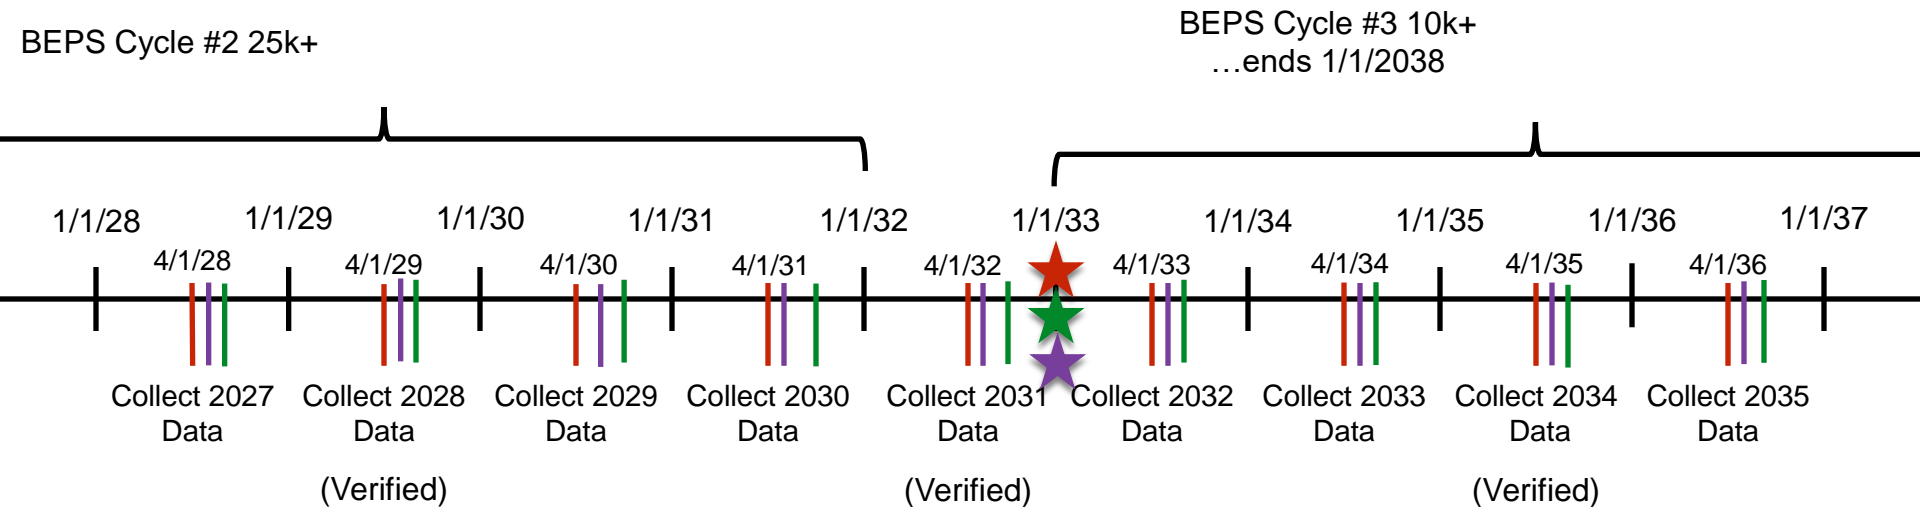 BEPS Cycle #2 25k+
BEPS Cycle #3 10k+
…ends 1/1/2038
1/1/28
1/1/29
1/1/30
1/1/31
1/1/32
1/1/33
1/1/34
1/1/35
1/1/36
1/1/37
4/1/28
4/1/29
4/1/30
4/1/31
4/1/32
4/1/33
4/1/34
4/1/35
4/1/36
Collect 2027
Data
Collect 2028
Data
(Verified)
Collect 2029
Data
Collect 2030
Data
Collect 2031
Data
(Verified)
Collect 2032
Data
Collect 2033
Data
Collect 2034
Data
(Verified)
Collect 2035
Data